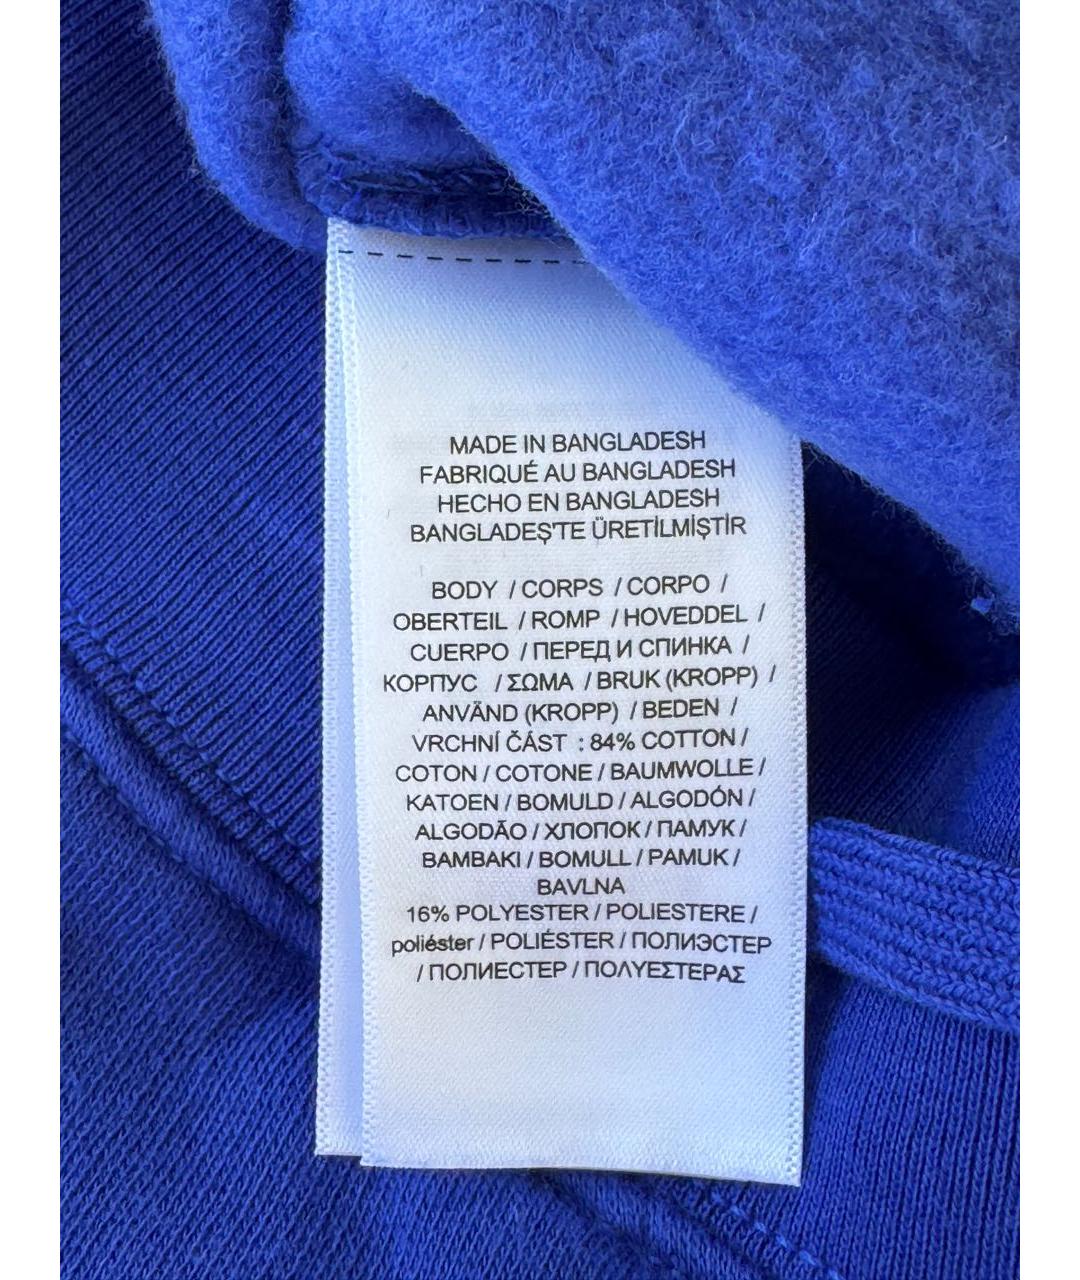 MADE IN BANGLADESH
FABRIQUÉ AU BANGLADESH
HECHO EN BANGLADESH
BANGLADEŞ'TE ÜRETİLMİŞTİR
BODY / CORPS / CORPO /
OBERTEIL / ROMP / HOVEDDEL /
CUERPO / ПЕРЕД И СПИНКА /
КОРПУС / ΣΩΜΑ / BRUK (KROPP) /
ANVÄND (KROPP) / BEDEN /
VRCHNÍ ČÁST : 84% COTTON /
COTON / COTONE / BAUMWOLLE /
KATOEN / BOMULD / ALGODÓN /
ALGODÃO / ХЛОПОК / ПАМУК /
ΒΑΜΒΑΚΙ / BOMULL / PAMUK /
BAVLNA
16% POLYESTER / POLIESTERE /
poliéster / POLIÉSTER / ПОЛИЭСТЕР
/ ПОЛИЕСТЕР / ΠΟΛΥΕΣΤΕΡΑΣ